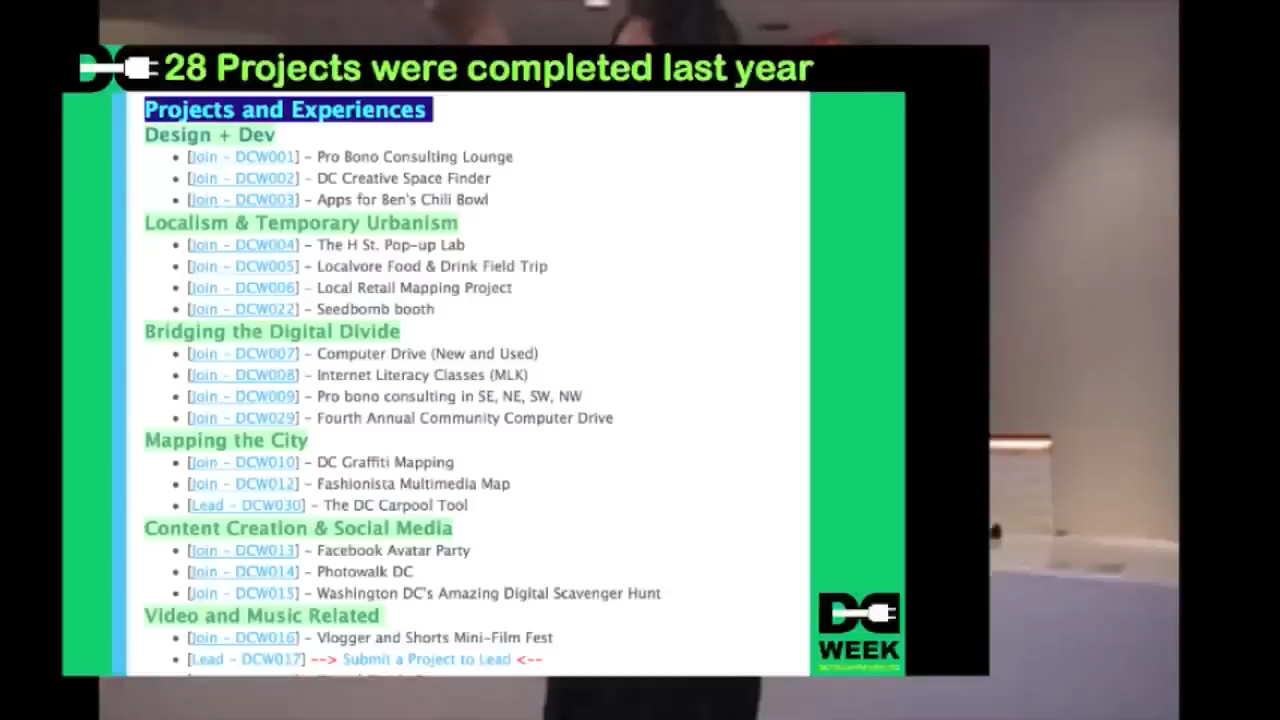 28 Projects were completed last year
Projects and Experiences
Design + Dev
• [Join - DCW001] - Pro Bono Consulting Lounge
• [Join - DCW002] - DC Creative Space Finder
• [Join - DCW003] - Apps for Ben's Chili Bowl
Localism & Temporary Urbanism
• [Join - DCW004] - The H St. Pop-up Lab
• [Join - DCW005] - Localvore Food & Drink Field Trip
• [Join - DCW006] - Local Retail Mapping Project
• [Join - DCW022] - Seedbomb booth
Bridging the Digital Divide
• [Join - DCW007] - Computer Drive (New and Used)
• [Join - DCW008] - Internet Literacy Classes (MLK)
• [Join - DCW009] - Pro bono consulting in SE, NE, SW, NW
• [Join - DCW029] - Fourth Annual Community Computer Drive
Mapping the City
• [Join - DCW010] - DC Graffiti Mapping
• [Join - DCW012] - Fashionista Multimedia Map
• [Lead - DCW030] - The DC Carpool Tool
Content Creation & Social Media
• [Join - DCW013] - Facebook Avatar Party
• [Join - DCW014] - Photowalk DC
• [Join - DCW015] - Washington DC's Amazing Digital Scavenger Hunt
Video and Music Related
• [Join - DCW016] - Vlogger and Shorts Mini-Film Fest
• [Lead - DCW017] --> Submit a Project to Lead <--
DC
WEEK